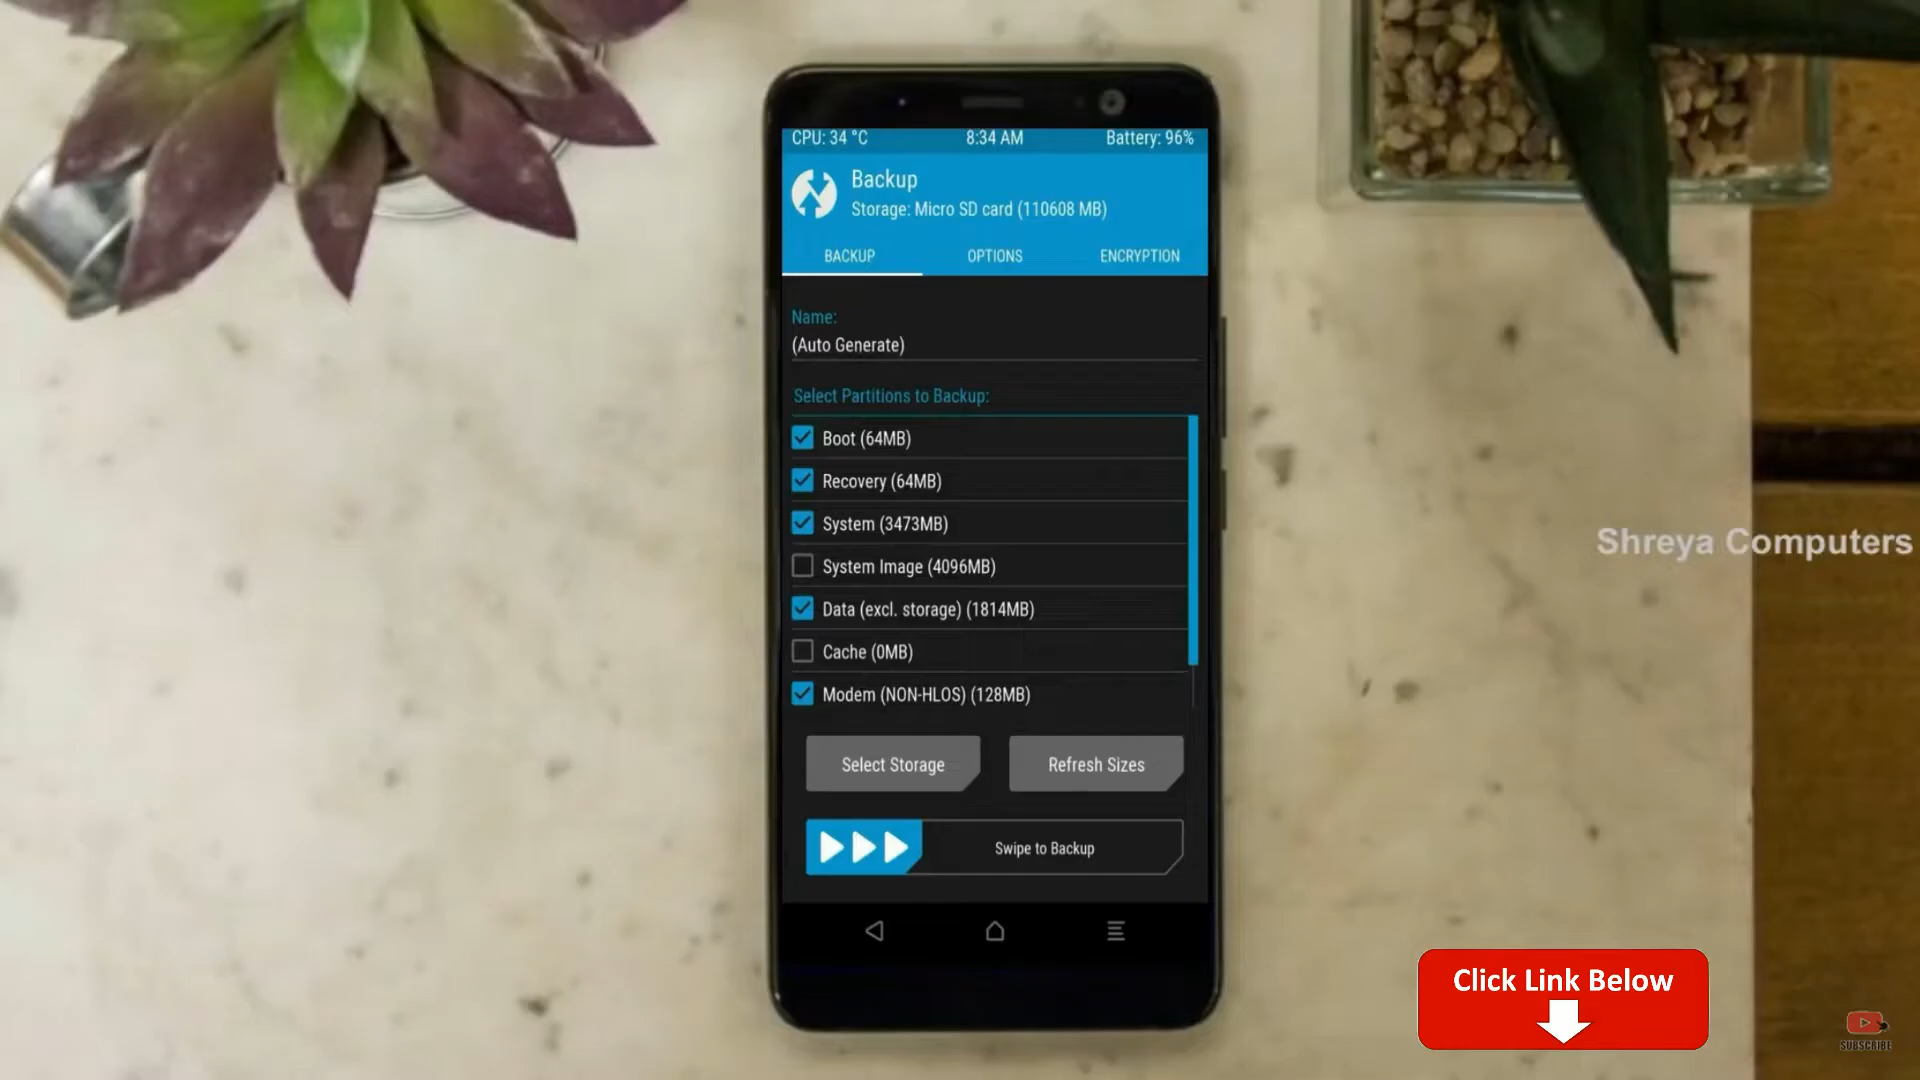 CPU: 34 °C 8:34 AM Battery: 96%
Backup
Storage: Micro SD card (110608 MB)
BACKUP OPTIONS ENCRYPTION
Name:
(Auto Generate)
Select Partitions to Backup:
Boot (64MB)
Recovery (64MB)
System (3473MB)
System Image (4096MB)
Data (excl. storage) (1814MB)
Cache (0MB)
Modem (NON-HLOS) (128MB)
Select Storage Refresh Sizes
Swipe to Backup
Shreya Computers
Click Link Below
SUBSCRIBE